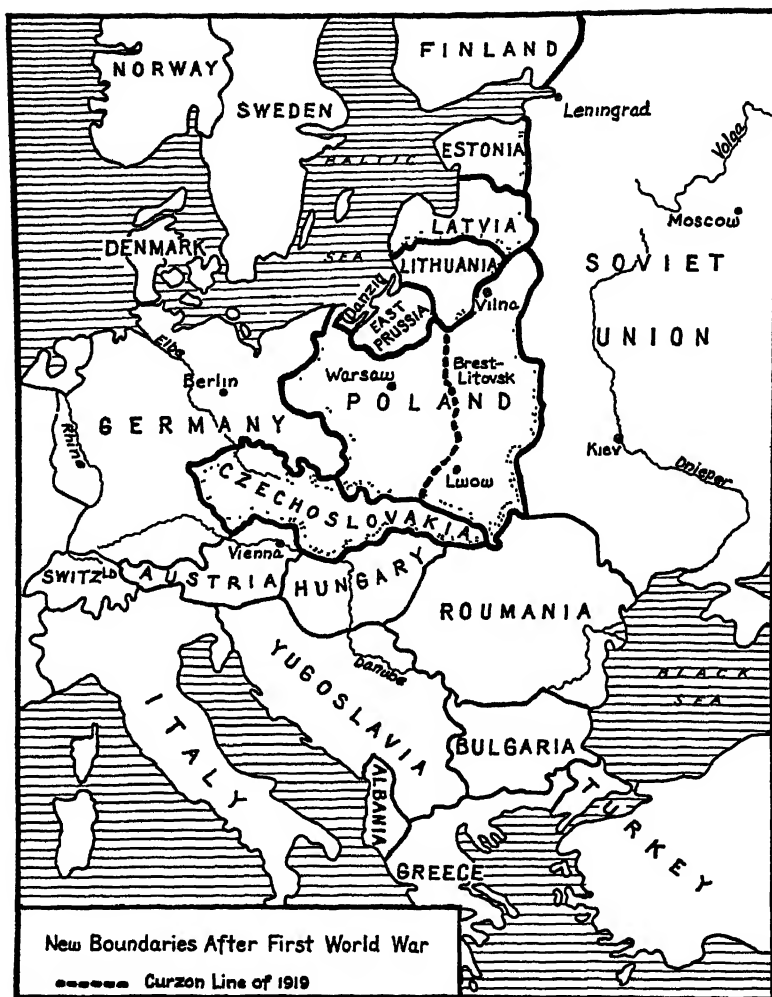 NORWAY
SWEDEN
FINLAND
Leningrad
ESTONIA
BALTIC
SEA
Volga
Moscow
LATVIA
DENMARK
LITHUANIA
SOVIET
UNION
Vilna
Danzig
EAST
PRUSSIA
Elbe
Berlin
Warsaw
Brest-
Litovsk
POLAND
GERMANY
Rhine
Kiev
Dnieper
Lwow
CZECHOSLOVAKIA
Vienna
SWITZLD
AUSTRIA
HUNGARY
ROUMANIA
YUGOSLAVIA
Danube
BLACK
SEA
ITALY
BULGARIA
ALBANIA
TURKEY
GREECE
New Boundaries After First World War
Curzon Line of 1919